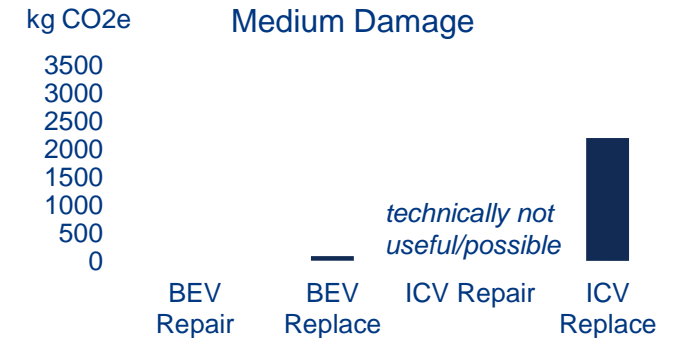 kg CO2e
Medium Damage
3500
3000
2500
2000
1500
1000
500
0
technically not
useful/possible
BEV
Repair
BEV
Replace
ICV Repair
ICV
Replace